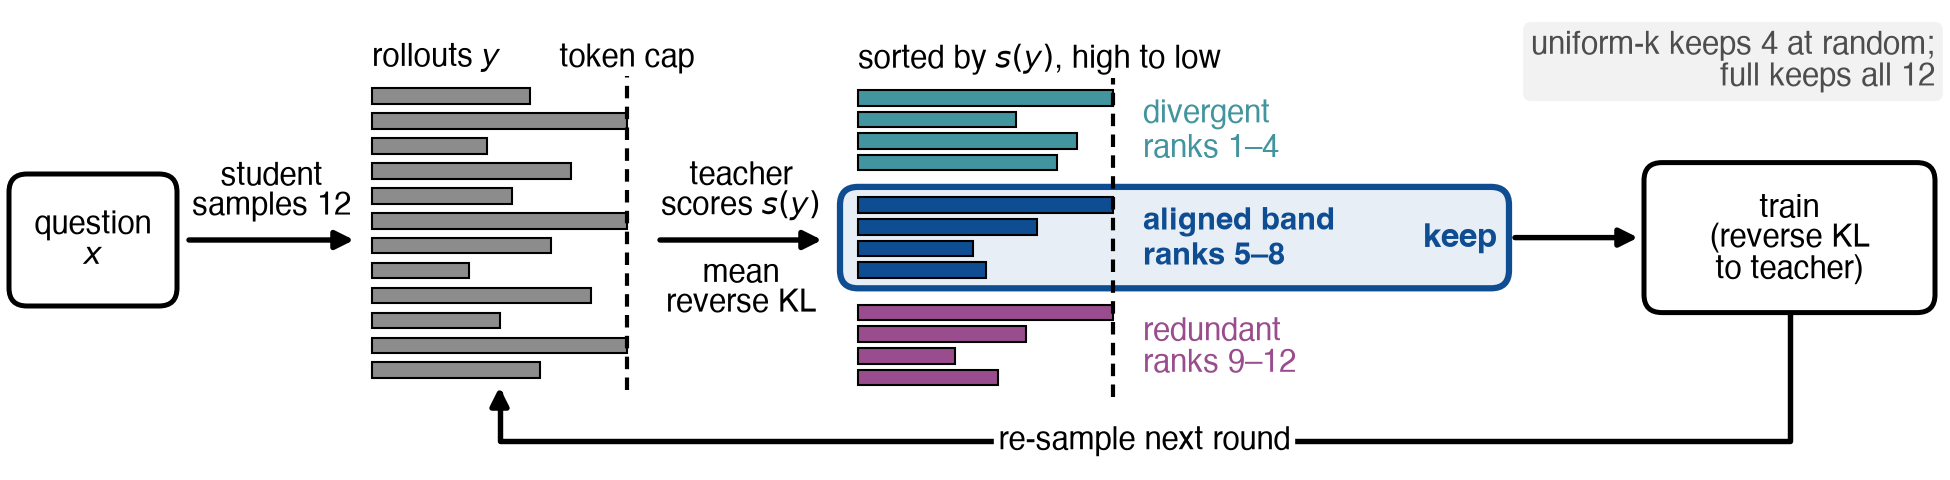 question
x
student
samples 12
rollouts y
token cap
teacher
scores s(y)
mean
reverse KL
sorted by s(y), high to low
divergent
ranks 1–4
aligned band
ranks 5–8
keep
redundant
ranks 9–12
uniform-k keeps 4 at random;
full keeps all 12
train
(reverse KL
to teacher)
re-sample next round